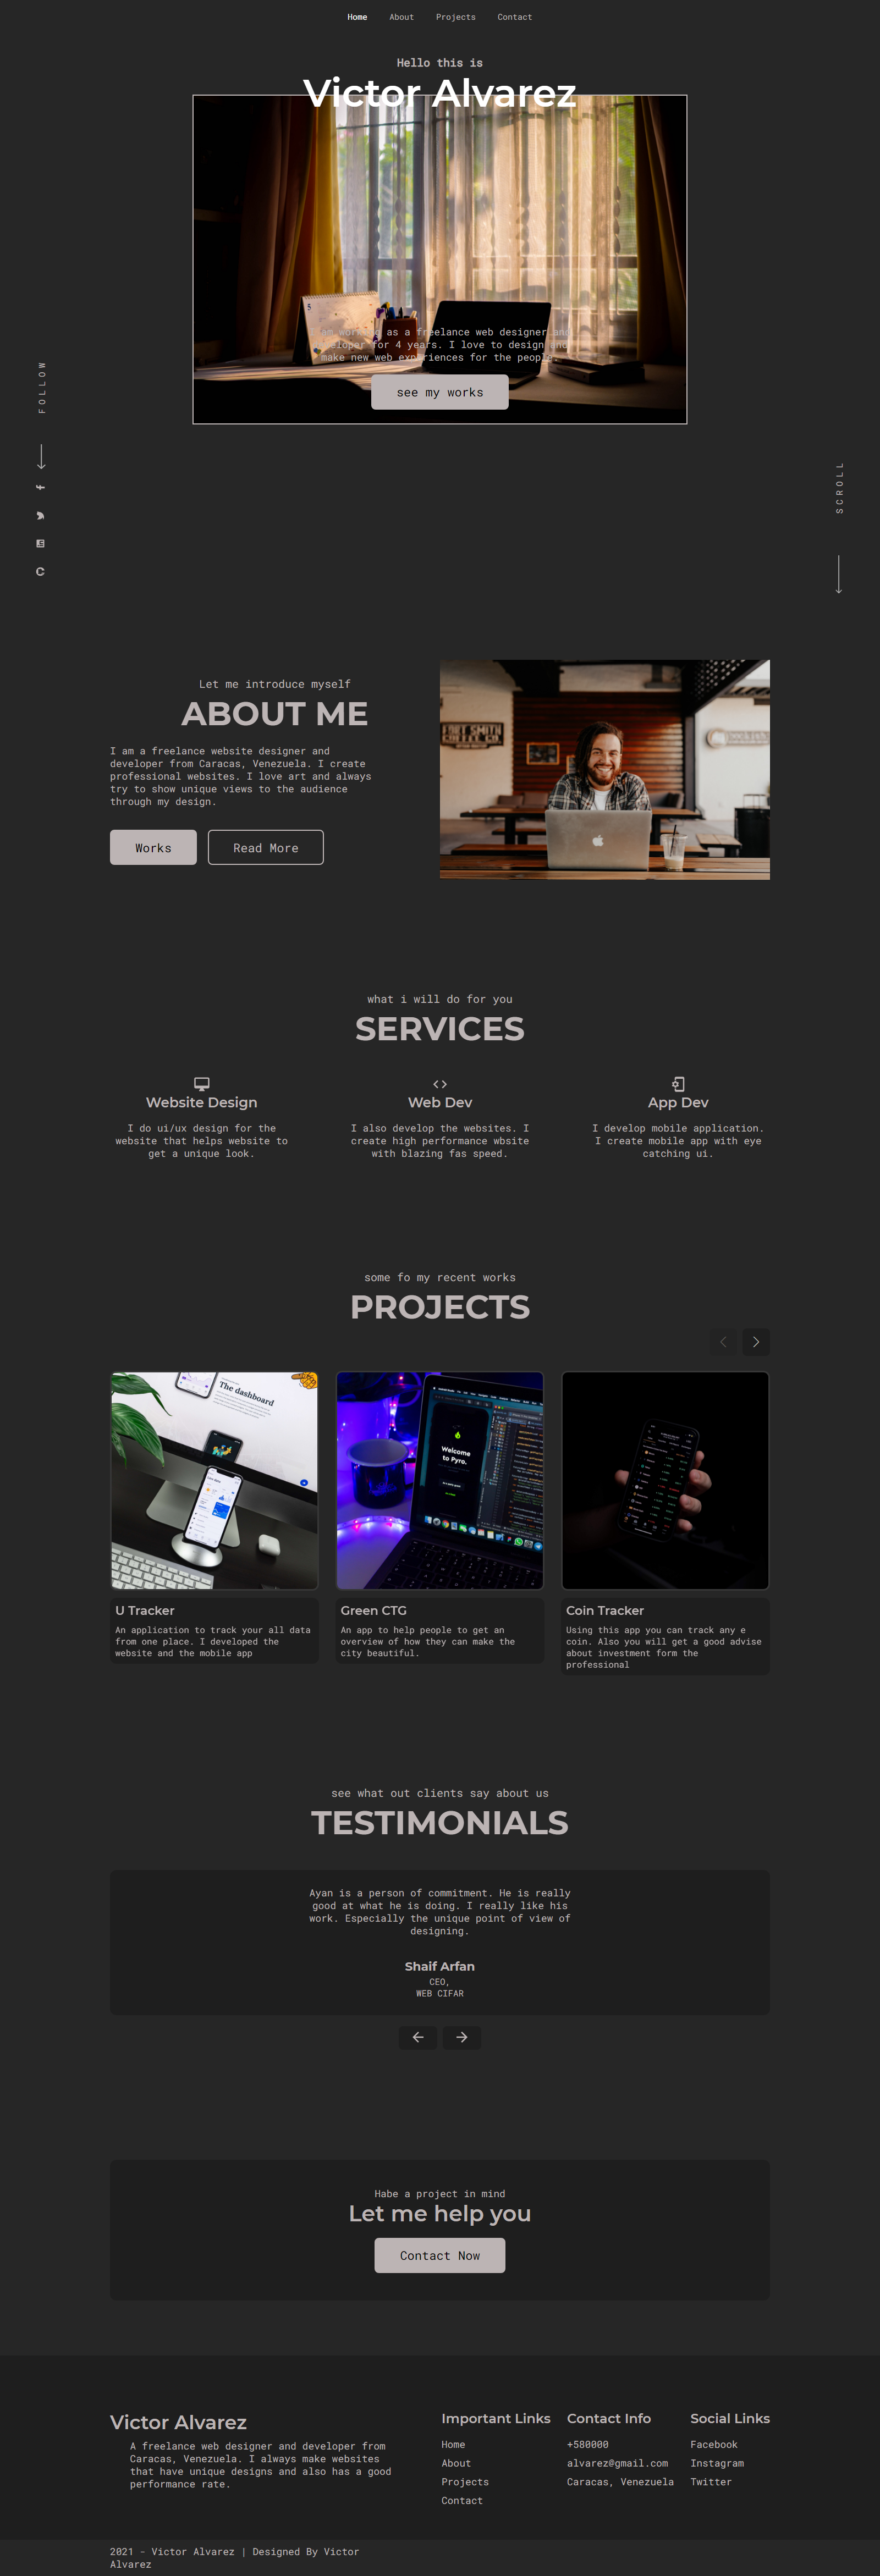 Home About Projects Contact
Hello this is
Victor Alvarez
as a freelance web designer and
for 4 years. I love to design and
make new web experiences for the people.
see my works
FOLLOW
SCROLL
Let me introduce myself
ABOUT ME
I am a freelance website designer and
developer from Caracas, Venezuela. I create
professional websites. I love art and always
try to show unique views to the audience
through my design.
Works Read More
what i will do for you
SERVICES
Website Design
I do ui/ux design for the
website that helps website to
get a unique look.
Web Dev
I also develop the websites. I
create high performance wbsite
with blazing fas speed.
App Dev
I develop mobile application.
I create mobile app with eye
catching ui.
some fo my recent works
PROJECTS
The dashboard
Welcome
to Pyro.
U Tracker
An application to track your all data
from one place. I developed the
website and the mobile app
Green CTG
An app to help people to get an
overview of how they can make the
city beautiful.
Coin Tracker
Using this app you can track any e
coin. Also you will get a good advise
about investment form the
professional
see what out clients say about us
TESTIMONIALS
Ayan is a person of commitment. He is really
good at what he is doing. I really like his
work. Especially the unique point of view of
designing.
Shaif Arfan
CEO,
WEB CIFAR
Habe a project in mind
Let me help you
Contact Now
Victor Alvarez
A freelance web designer and developer from
Caracas, Venezuela. I always make websites
that have unique designs and also has a good
performance rate.
Important Links
Home
About
Projects
Contact
Contact Info
+580000
alvarez@gmail.com
Caracas, Venezuela
Social Links
Facebook
Instagram
Twitter
2021 - Victor Alvarez | Designed By Victor
Alvarez